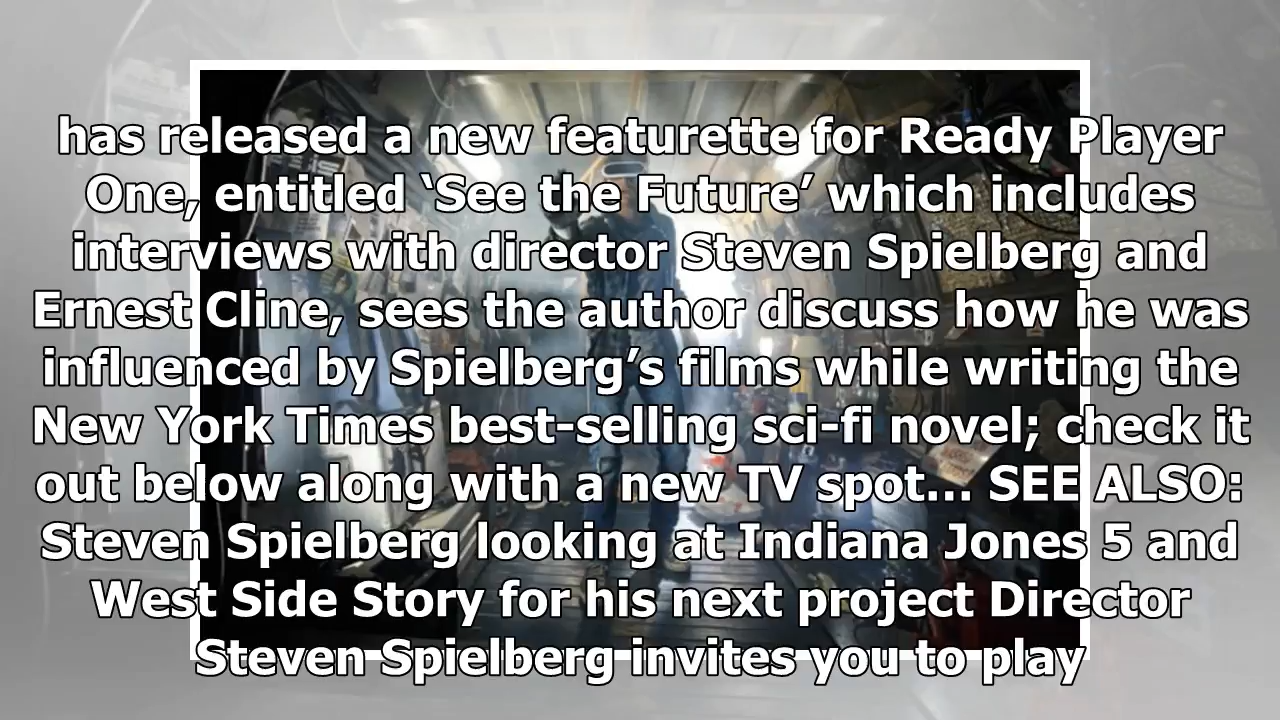 has released a new featurette for Ready Player
One, entitled ‘See the Future’ which includes
interviews with director Steven Spielberg and
Ernest Cline, sees the author discuss how he was
influenced by Spielberg’s films while writing the
New York Times best-selling sci-fi novel; check it
out below along with a new TV spot... SEE ALSO:
Steven Spielberg looking at Indiana Jones 5 and
West Side Story for his next project Director
Steven Spielberg invites you to play